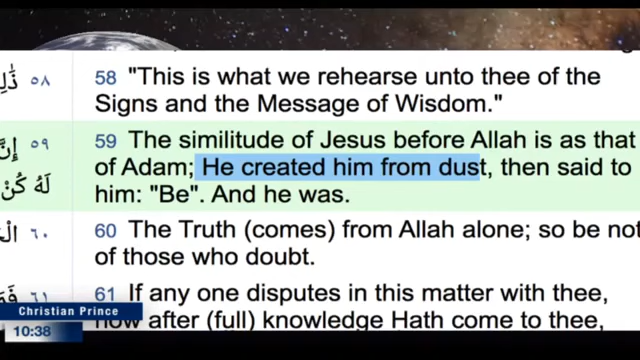 ٥٨
58 "This is what we rehearse unto thee of the
Signs and the Message of Wisdom."
٥٩ إِنَّ
لَهُ كُن
59 The similitude of Jesus before Allah is as that
of Adam; He created him from dust, then said to
him: "Be". And he was.
٦٠
60 The Truth (comes) from Allah alone; so be not
of those who doubt.
٦١
61 If any one disputes in this matter with thee,
now after (full) knowledge Hath come to thee,
Christian Prince
10:38